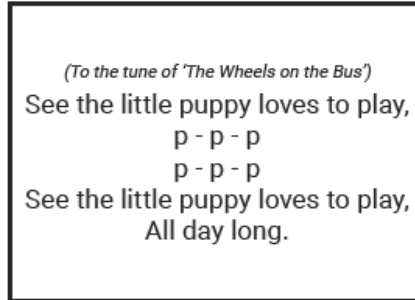 (To the tune of ‘The Wheels on the Bus’)
See the little puppy loves to play,
p - p - p
p - p - p
See the little puppy loves to play,
All day long.